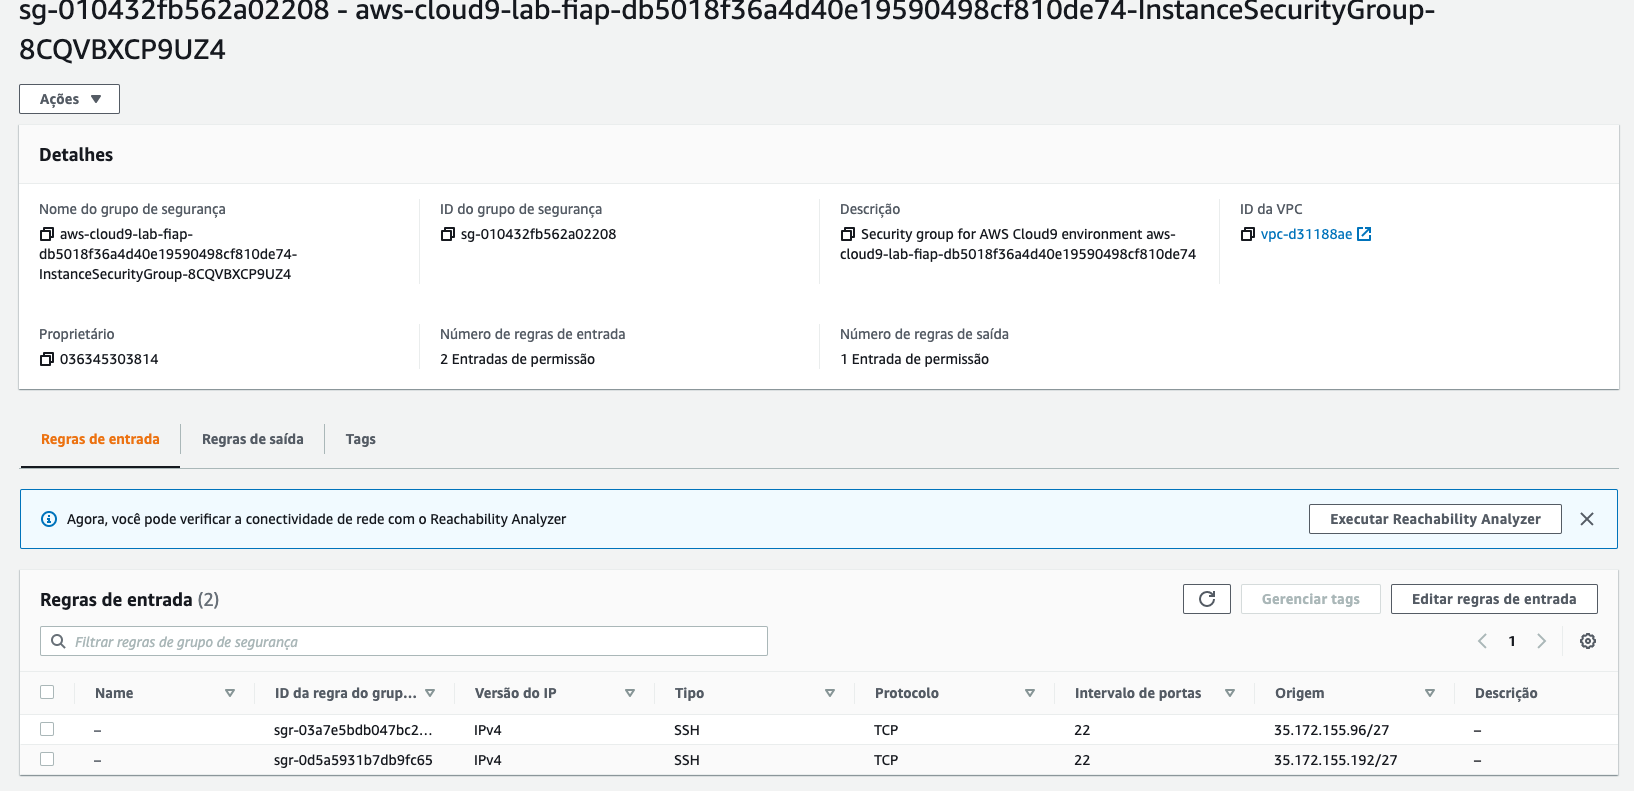 sg-010432fb562a02208 - aws-cloud9-lab-fiap-db5018f36a4d40e19590498cf810de74-InstanceSecurityGroup-
8CQVBXCP9UZ4
Ações
Detalhes
Nome do grupo de segurança
aws-cloud9-lab-fiap-
db5018f36a4d40e19590498cf810de74-
InstanceSecurityGroup-8CQVBXCP9UZ4
ID do grupo de segurança
sg-010432fb562a02208
Descrição
Security group for AWS Cloud9 environment aws-
cloud9-lab-fiap-db5018f36a4d40e19590498cf810de74
ID da VPC
vpc-d31188ae
Proprietário
036345303814
Número de regras de entrada
2 Entradas de permissão
Número de regras de saída
1 Entrada de permissão
Regras de entrada
Regras de saída
Tags
Agora, você pode verificar a conectividade de rede com o Reachability Analyzer
Executar Reachability Analyzer
Regras de entrada (2)
Gerenciar tags
Editar regras de entrada
Filtrar regras de grupo de segurança
1
Name ID da regra do grup... Versão do IP Tipo Protocolo Intervalo de portas Origem Descrição
– sgr-03a7e5bdb047bc2... IPv4 SSH TCP 22 35.172.155.96/27 –
– sgr-0d5a5931b7db9fc65 IPv4 SSH TCP 22 35.172.155.192/27 –